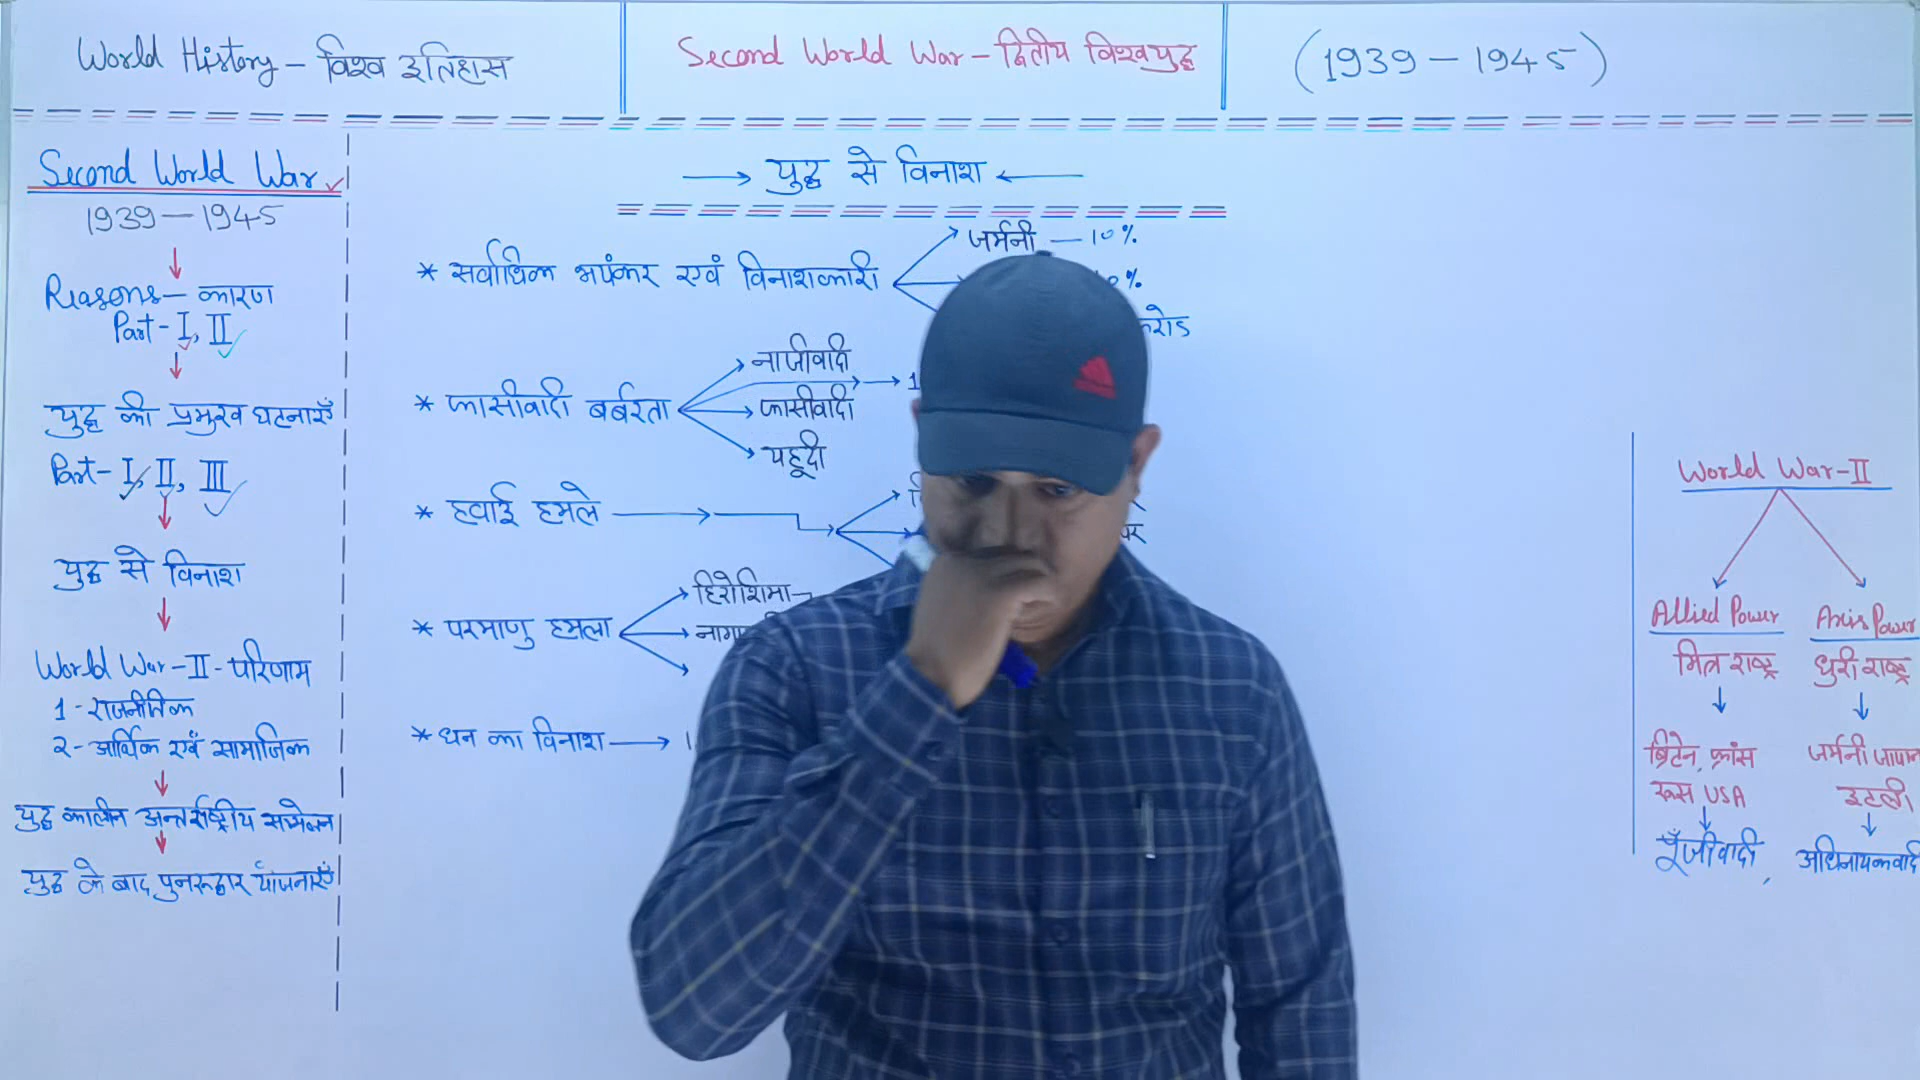 World History – विश्व इतिहास
Second World War – द्वितीय विश्वयुद्ध
(1939 – 1945)
Second World War
1939 – 1945
Reasons – कारण
Part - I, II
युद्ध की प्रमुख घटनाएँ
Part - I, II, III
युद्ध से विनाश
World War - II - परिणाम
1 - राजनीतिक
2 - आर्थिक एवं सामाजिक
युद्ध कालीन अन्तर्राष्ट्रीय सम्मेलन
युद्ध के बाद पुनरुद्धार योजनाएँ
युद्ध से विनाश
* सर्वाधिक भयंकर एवं विनाशकारी
जर्मनी – 10%
* फासीवादी बर्बरता
नाजीवादी
फासीवादी
यहूदी
* हवाई हमले
* परमाणु हमला
हिरोशिमा
* धन का विनाश
World War - II
Allied Power
मित्र राष्ट्र
ब्रिटेन, फ्रांस
रूस USA
पूँजीवादी,
Axis Power
धुरी राष्ट्र
जर्मनी जापान
इटली
अधिनायकवादी